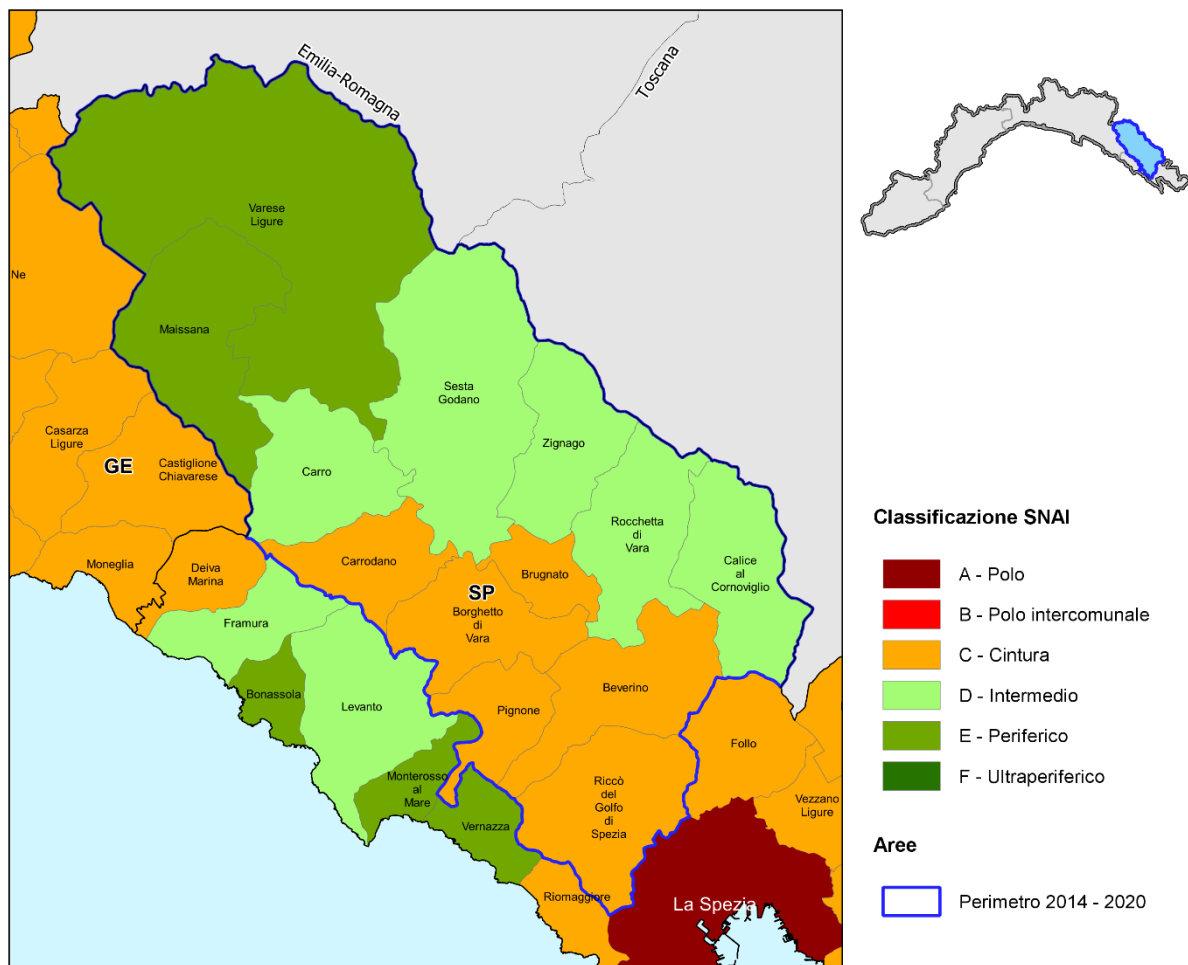 Emilia-Romagna
Toscana
Varese
Ligure
Ne
Maissana
Sesta
Godano
Casarza
Ligure
GE
Castiglione
Chiavarese
Zignago
Carro
Rocchetta
di
Vara
Calice
al
Cornoviglio
Moneglia
Deiva
Marina
Carrodano
Brugnato
SP
Borghetto
di
Vara
Framura
Bonassola
Levanto
Pignone
Beverino
Follo
Monterosso
al
Mare
Vernazza
Riccò
del
Golfo
di
Spezia
Vezzano
Ligure
Riomaggiore
La Spezia
Classificazione SNAI
A - Polo
B - Polo intercomunale
C - Cintura
D - Intermedio
E - Periferico
F - Ultraperiferico
Aree
Perimetro 2014 - 2020